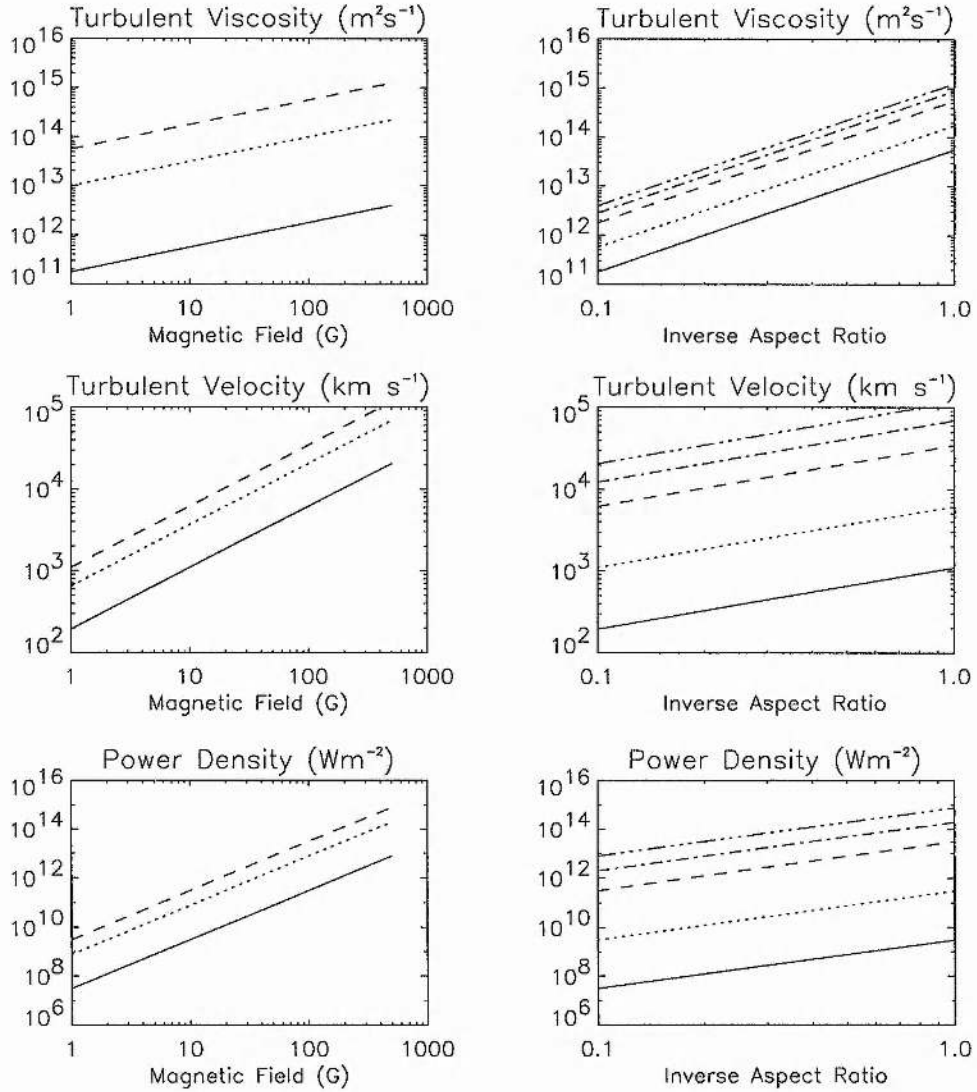 Turbulent Viscosity (m²s⁻¹)
10¹⁶
10¹⁵
10¹⁴
10¹³
10¹²
10¹¹
1 10 100 1000
Magnetic Field (G)
Turbulent Viscosity (m²s⁻¹)
10¹⁶
10¹⁵
10¹⁴
10¹³
10¹²
10¹¹
0.1 1.0
Inverse Aspect Ratio
Turbulent Velocity (km s⁻¹)
10⁵
10⁴
10³
10²
1 10 100 1000
Magnetic Field (G)
Turbulent Velocity (km s⁻¹)
10⁵
10⁴
10³
10²
0.1 1.0
Inverse Aspect Ratio
Power Density (Wm⁻²)
10¹⁶
10¹⁴
10¹²
10¹⁰
10⁸
10⁶
1 10 100 1000
Magnetic Field (G)
Power Density (Wm⁻²)
10¹⁶
10¹⁴
10¹²
10¹⁰
10⁸
10⁶
0.1 1.0
Inverse Aspect Ratio